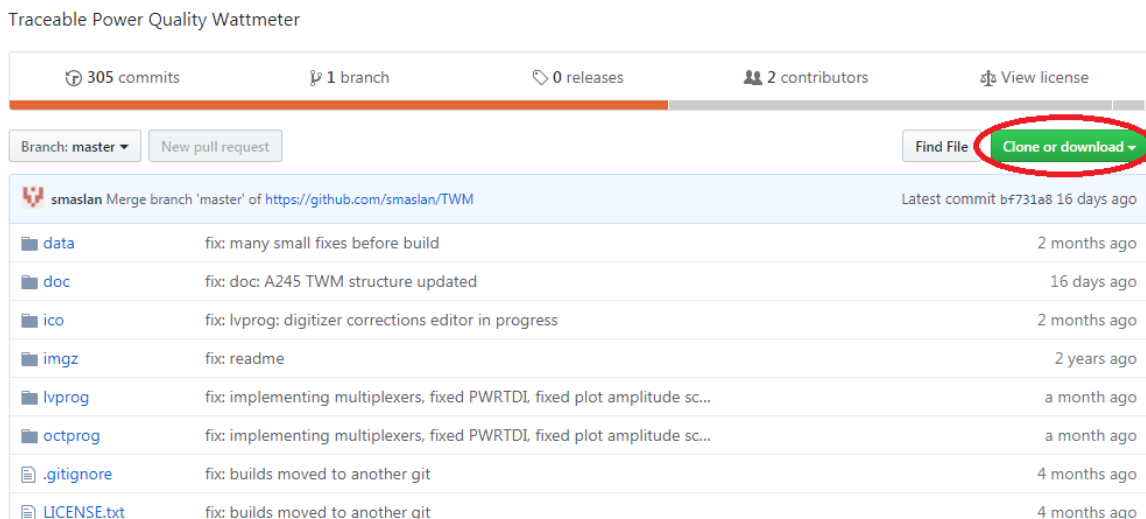 Traceable Power Quality Wattmeter
305 commits 1 branch 0 releases 2 contributors View license
Branch: master New pull request Find File Clone or download
smaslan Merge branch 'master' of https://github.com/smaslan/TWM Latest commit bf731a8 16 days ago
data fix: many small fixes before build 2 months ago
doc fix: doc: A245 TWM structure updated 16 days ago
ico fix: lvprog: digitizer corrections editor in progress 2 months ago
imgz fix: readme 2 years ago
lvprog fix: implementing multiplexers, fixed PWRTDI, fixed plot amplitude sc... a month ago
octprog fix: implementing multiplexers, fixed PWRTDI, fixed plot amplitude sc... a month ago
.gitignore fix: builds moved to another git 4 months ago
LICENSE.txt fix: builds moved to another git 4 months ago